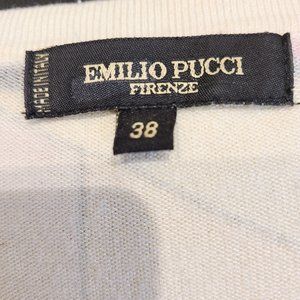 MADE IN ITALY
EMILIO PUCCI
FIRENZE
38